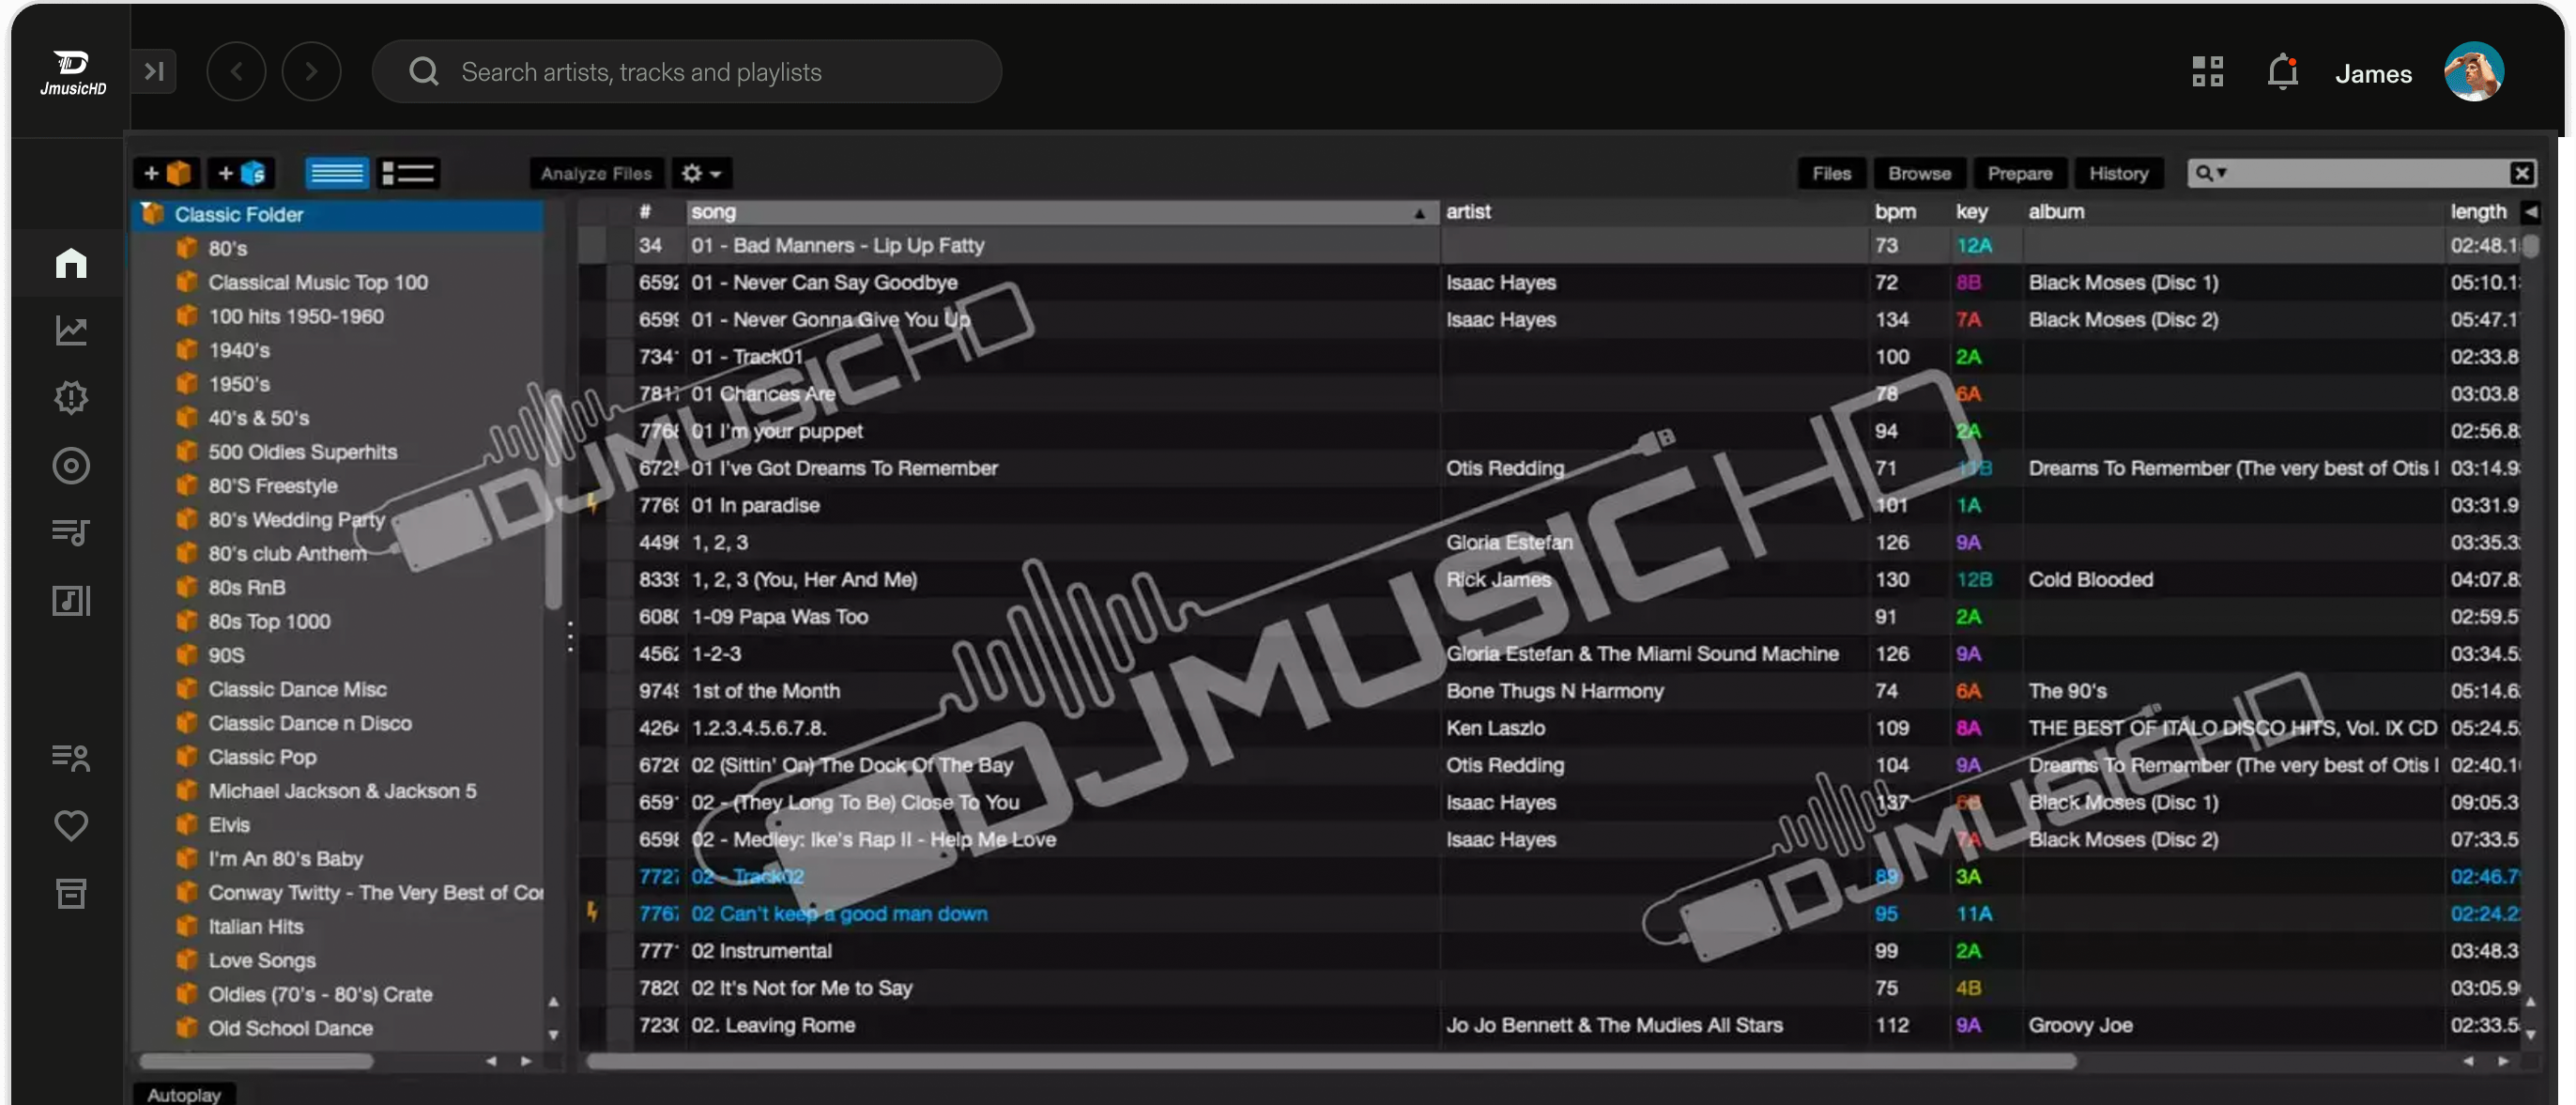 JmusicHD
Search artists, tracks and playlists
James
Analyze Files
Files Browse Prepare History
Classic Folder
80's
Classical Music Top 100
100 hits 1950-1960
1940's
1950's
40's & 50's
500 Oldies Superhits
80'S Freestyle
80's Wedding Party
80's club Anthem
80s RnB
80s Top 1000
90S
Classic Dance Misc
Classic Dance n Disco
Classic Pop
Michael Jackson & Jackson 5
Elvis
I'm An 80's Baby
Conway Twitty - The Very Best of Cor
Italian Hits
Love Songs
Oldies (70's - 80's) Crate
Old School Dance
# song artist bpm key album length
34 01 - Bad Manners - Lip Up Fatty 73 12A 02:48.1
6592 01 - Never Can Say Goodbye Isaac Hayes 72 8B Black Moses (Disc 1) 05:10.1
659 01 - Never Gonna Give You Up Isaac Hayes 134 7A Black Moses (Disc 2) 05:47.1
734 01 - Track01 100 2A 02:33.8
781 01 Chances Are 78 6A 03:03.8
776 01 I'm your puppet 94 2A 02:56.8
672 01 I've Got Dreams To Remember Otis Redding 71 11B Dreams To Remember (The very best of Otis 03:14.9
776 01 In paradise 101 1A 03:31.9
449 1, 2, 3 Gloria Estefan 126 9A 03:35.3
833 1, 2, 3 (You, Her And Me) Rick James 130 12B Cold Blooded 04:07.8
608 1-09 Papa Was Too 91 2A 02:59.5
456 1-2-3 Gloria Estefan & The Miami Sound Machine 126 9A 03:34.5
974 1st of the Month Bone Thugs N Harmony 74 6A The 90's 05:14.6
426 1.2.3.4.5.6.7.8. Ken Laszlo 109 8A THE BEST OF ITALO DISCO HITS, Vol. IX CD 05:24.5
672 02 (Sittin' On) The Dock Of The Bay Otis Redding 104 9A Dreams To Remember (The very best of Otis 02:40.1
659 02 - (They Long To Be) Close To You Isaac Hayes 137 6B Black Moses (Disc 1) 09:05.3
659 02 - Medley: Ike's Rap II - Help Me Love Isaac Hayes 7A Black Moses (Disc 2) 07:33.5
772 02 - Track02 89 3A 02:46.7
776 02 Can't keep a good man down 95 11A 02:24.2
777 02 Instrumental 99 2A 03:48.3
782 02 It's Not for Me to Say 75 4B 03:05.9
723 02. Leaving Rome Jo Jo Bennett & The Mudies All Stars 112 9A Groovy Joe 02:33.5
DJMUSICHD
DJMUSICHD
DJMUSICHD
Autoplay